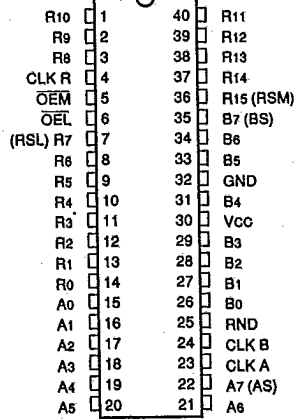 R10 1 40 R11
R9 2 39 R12
R8 3 38 R13
CLK R 4 37 R14
OEM 5 36 R15 (RSM)
OEL 6 35 B7 (BS)
(RSL) R7 7 34 B6
R6 8 33 B5
R5 9 32 GND
R4 10 31 B4
R3 11 30 VCC
R2 12 29 B3
R1 13 28 B2
R0 14 27 B1
A0 15 26 B0
A1 16 25 RND
A2 17 24 CLK B
A3 18 23 CLK A
A4 19 22 A7 (AS)
A5 20 21 A6